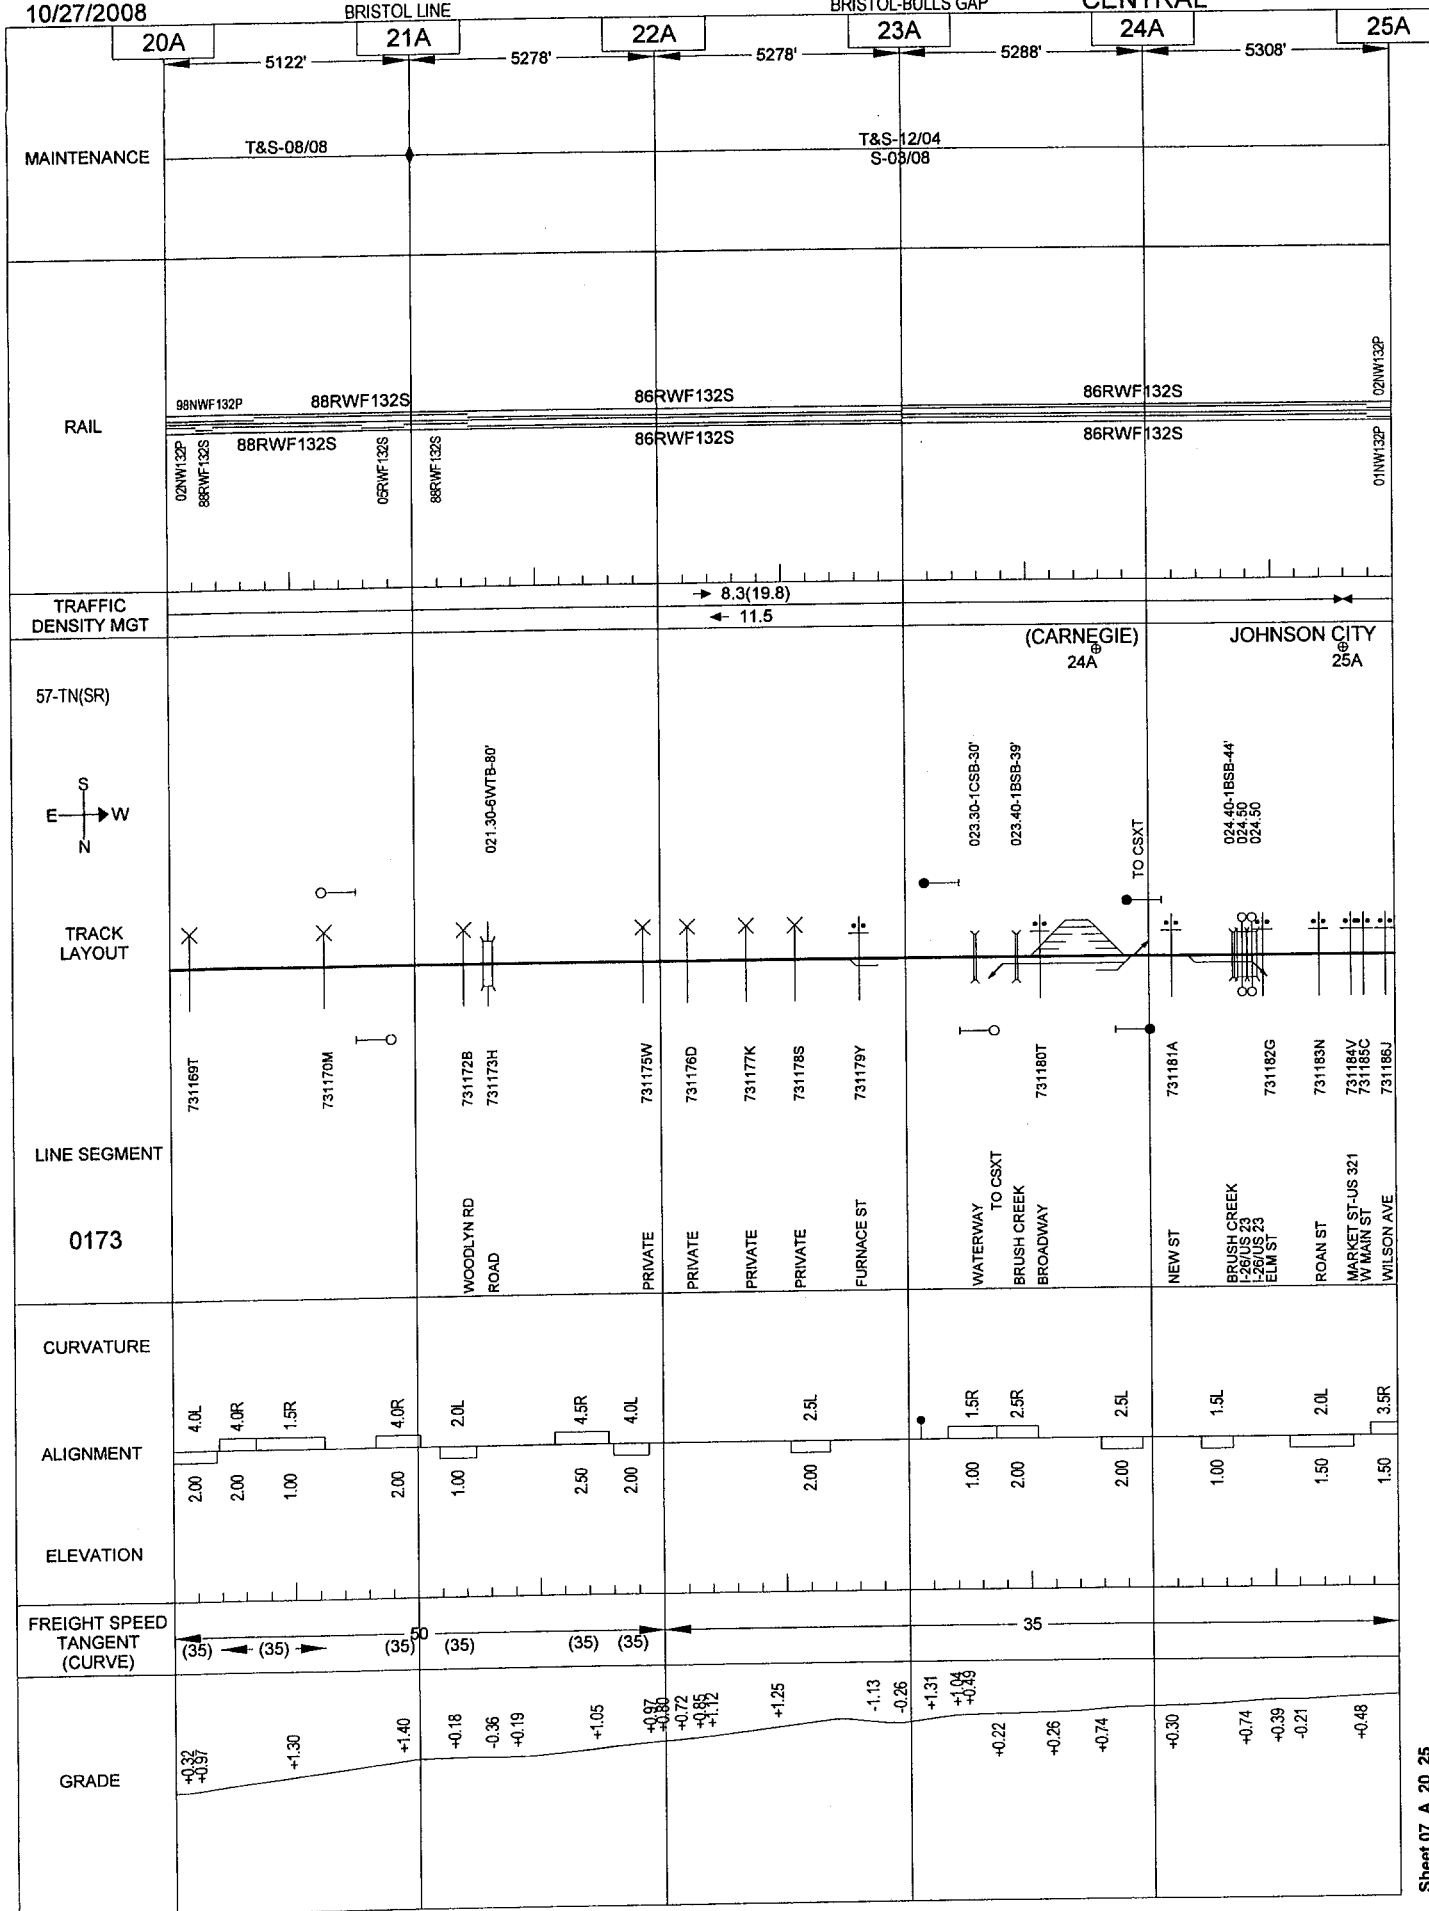 10/27/2008
BRISTOL LINE
BRISTOL-BULLS GAP
CENTRAL
20A
21A
22A
23A
24A
25A
5122'
5278'
5278'
5288'
5308'
MAINTENANCE
T&S-08/08
T&S-12/04
S-08/08
RAIL
98NWF132P
88RWF132S
86RWF132S
86RWF132S
02NW132P
02NW132P
88RWF132S
88RWF132S
05RWF132S
88RWF132S
86RWF132S
86RWF132S
01NW132P
TRAFFIC
DENSITY MGT
8.3(19.8)
11.5
(CARNEGIE)
24A
JOHNSON CITY
25A
57-TN(SR)
S
E
W
N
021.30-6WTB-80'
023.30-1CSB-30'
023.40-1BSB-39'
TO CSXT
024.40-1BSB-44'
024.50
024.50
TRACK
LAYOUT
731169T
731170M
731172B
731173H
731175W
731176D
731177K
731178S
731179Y
731180T
731181A
731182G
731183N
731184V
731185C
731186J
LINE SEGMENT
0173
WOODLYN RD
ROAD
PRIVATE
PRIVATE
PRIVATE
PRIVATE
FURNACE ST
WATERWAY
TO CSXT
BRUSH CREEK
BROADWAY
NEW ST
BRUSH CREEK
I-26/US 23
I-26/US 23
ELM ST
ROAN ST
MARKET ST-US 321
W MAIN ST
WILSON AVE
CURVATURE
4.0L
4.0R
1.5R
4.0R
2.0L
4.5R
4.0L
2.5L
1.5R
2.5R
2.5L
1.5L
2.0L
3.5R
ALIGNMENT
2.00
2.00
1.00
2.00
1.00
2.50
2.00
2.00
1.00
2.00
2.00
1.00
1.50
1.50
ELEVATION
FREIGHT SPEED
TANGENT
(CURVE)
50
35
(35)
(35)
(35)
(35)
(35)
(35)
GRADE
+0.32
+0.97
+1.30
+1.40
+0.18
-0.36
+0.19
+1.05
+0.97
+0.80
+0.72
+0.85
+1.12
+1.25
-1.13
-0.26
+1.31
+1.04
+0.49
+0.22
+0.26
+0.74
+0.30
+0.74
+0.39
-0.21
+0.48
Sheet 07_A_20_25